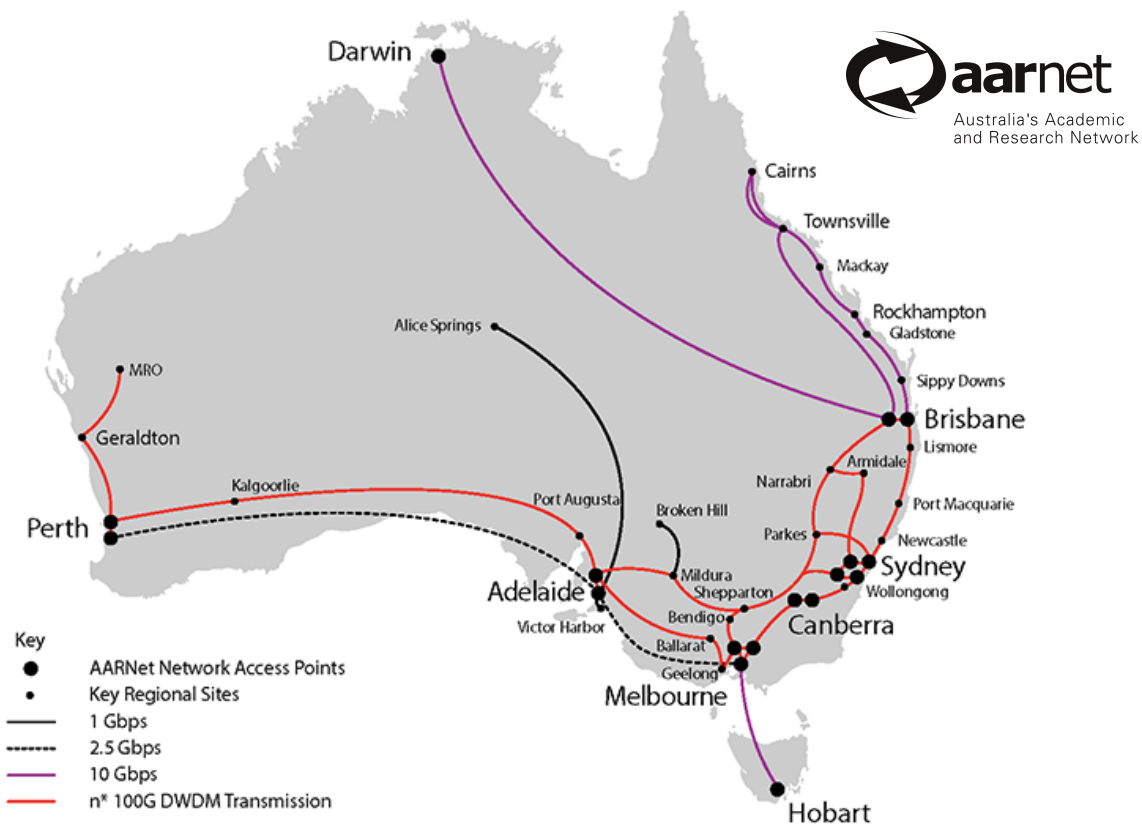 Darwin
aarnet
Australia's Academic
and Research Network
Cairns
Townsville
Mackay
Rockhampton
Gladstone
Alice Springs
MRO
Sippy Downs
Brisbane
Geraldton
Lismore
Armidale
Narrabri
Kalgoorlie
Port Augusta
Broken Hill
Port Macquarie
Perth
Parkes
Newcastle
Sydney
Mildura
Adelaide
Shepparton
Wollongong
Bendigo
Victor Harbor
Canberra
Ballarat
Geelong
Melbourne
Hobart
Key
AARNet Network Access Points
Key Regional Sites
1 Gbps
2.5 Gbps
10 Gbps
n* 100G DWDM Transmission